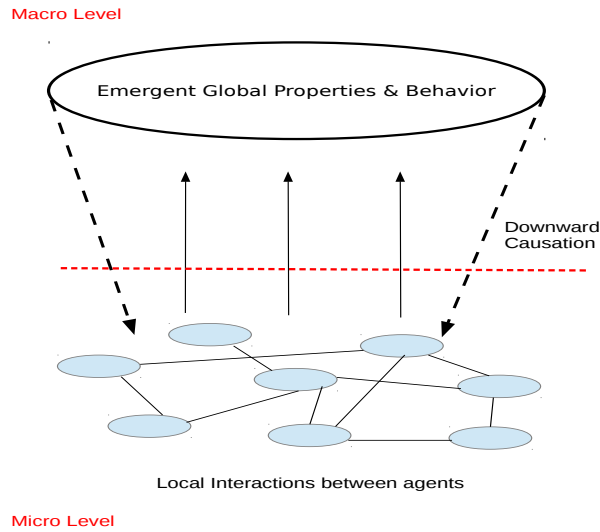 Macro Level
Emergent Global Properties & Behavior
Downward
Causation
Local Interactions between agents
Micro Level